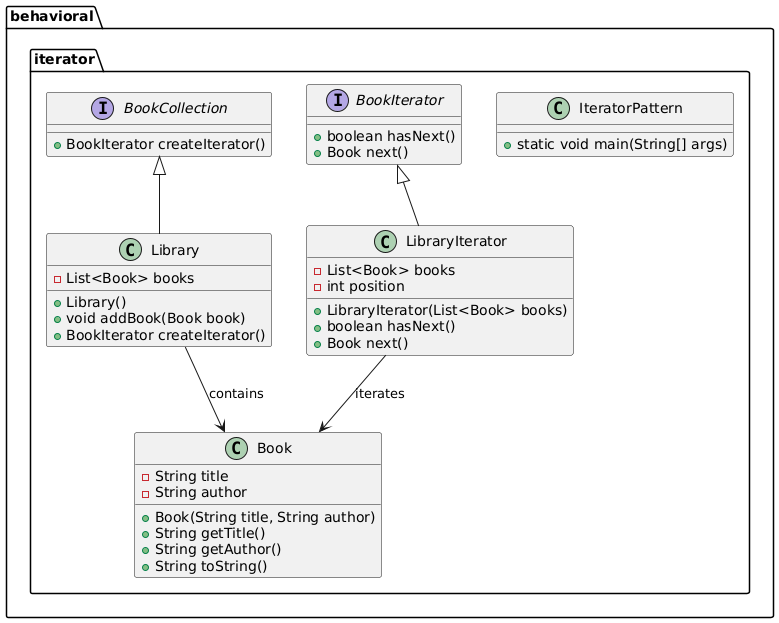 behavioral
iterator
I BookCollection
BookIterator createIterator()
I BookIterator
boolean hasNext()
Book next()
C IteratorPattern
static void main(String[] args)
C Library
List<Book> books
Library()
void addBook(Book book)
BookIterator createIterator()
C LibraryIterator
List<Book> books
int position
LibraryIterator(List<Book> books)
boolean hasNext()
Book next()
contains
iterates
C Book
String title
String author
Book(String title, String author)
String getTitle()
String getAuthor()
String toString()